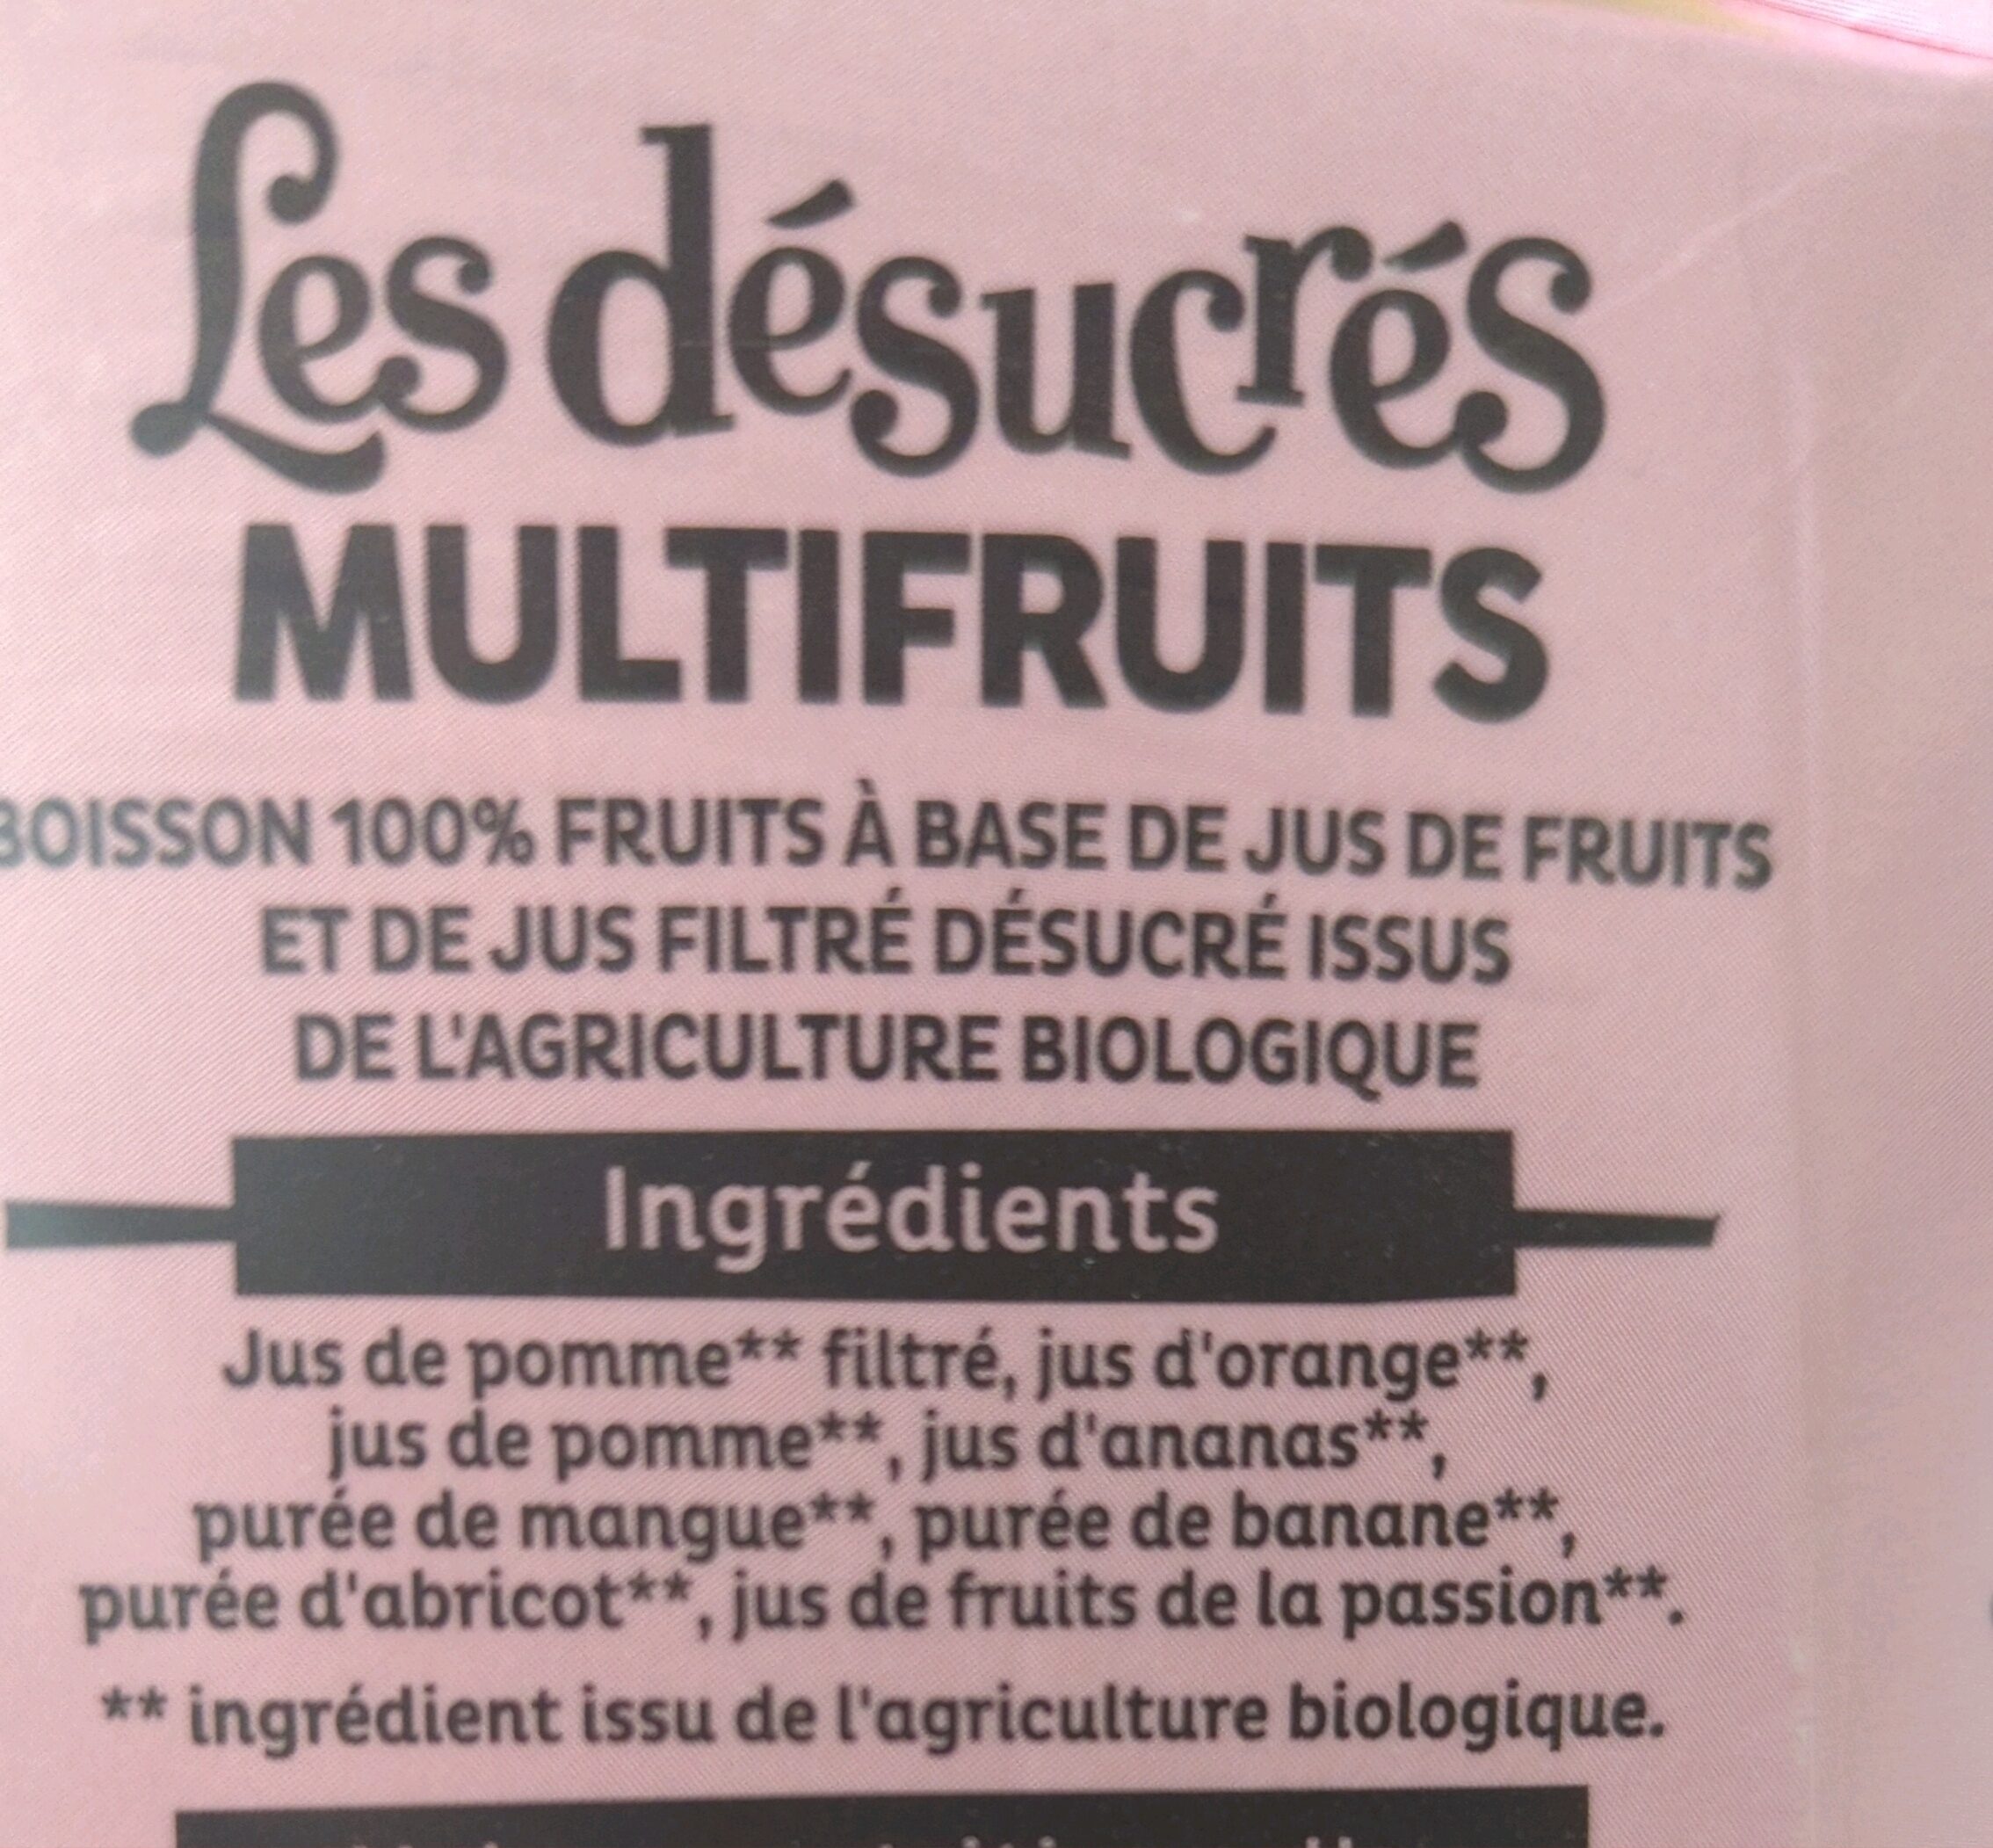 Les désucrés
MULTIFRUITS
BOISSON 100% FRUITS À BASE DE JUS DE FRUITS
ET DE JUS FILTRÉ DÉSUCRÉ ISSUS
DE L'AGRICULTURE BIOLOGIQUE
Ingrédients
Jus de pomme** filtré, jus d'orange**,
jus de pomme**, jus d'ananas**,
purée de mangue**, purée de banane**,
purée d'abricot**, jus de fruits de la passion**.
** ingrédient issu de l'agriculture biologique.